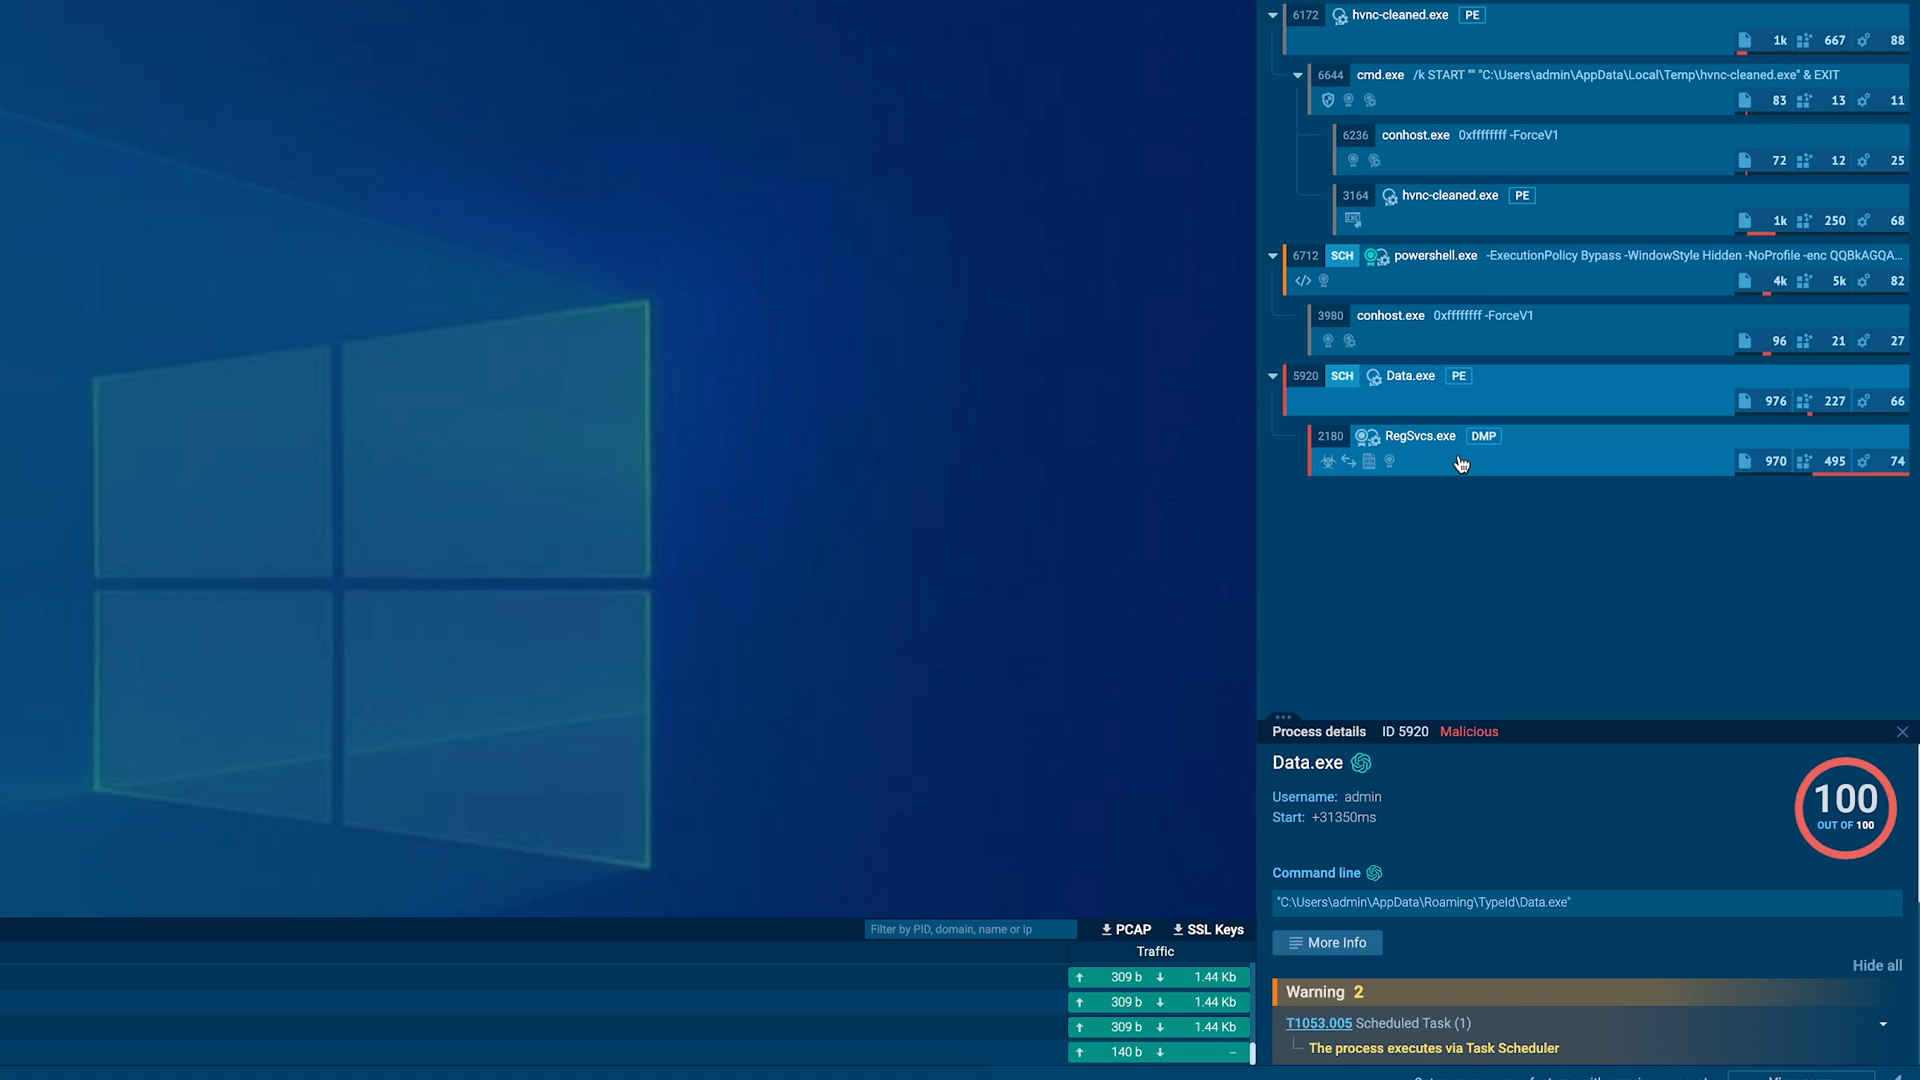 6172 hvnc-cleaned.exe PE
1k 667 88
6644 cmd.exe /k START "" "C:\Users\admin\AppData\Local\Temp\hvnc-cleaned.exe" & EXIT
83 13 11
6236 conhost.exe 0xffffffff -ForceV1
72 12 25
3164 hvnc-cleaned.exe PE
EXE
1k 250 68
6712 SCH powershell.exe -ExecutionPolicy Bypass -WindowStyle Hidden -NoProfile -enc QQBkAGQA...
</> 4k 5k 82
3980 conhost.exe 0xffffffff -ForceV1
96 21 27
5920 SCH Data.exe PE
976 227 66
2180 RegSvcs.exe DMP
970 495 74
Process details ID 5920 Malicious
Data.exe
Username: admin
Start: +31350ms
100
OUT OF 100
Command line
"C:\Users\admin\AppData\Roaming\TypeId\Data.exe"
More Info
Hide all
Warning 2
T1053.005 Scheduled Task (1)
The process executes via Task Scheduler
Filter by PID, domain, name or ip
PCAP SSL Keys
Traffic
309 b 1.44 Kb
309 b 1.44 Kb
309 b 1.44 Kb
140 b –